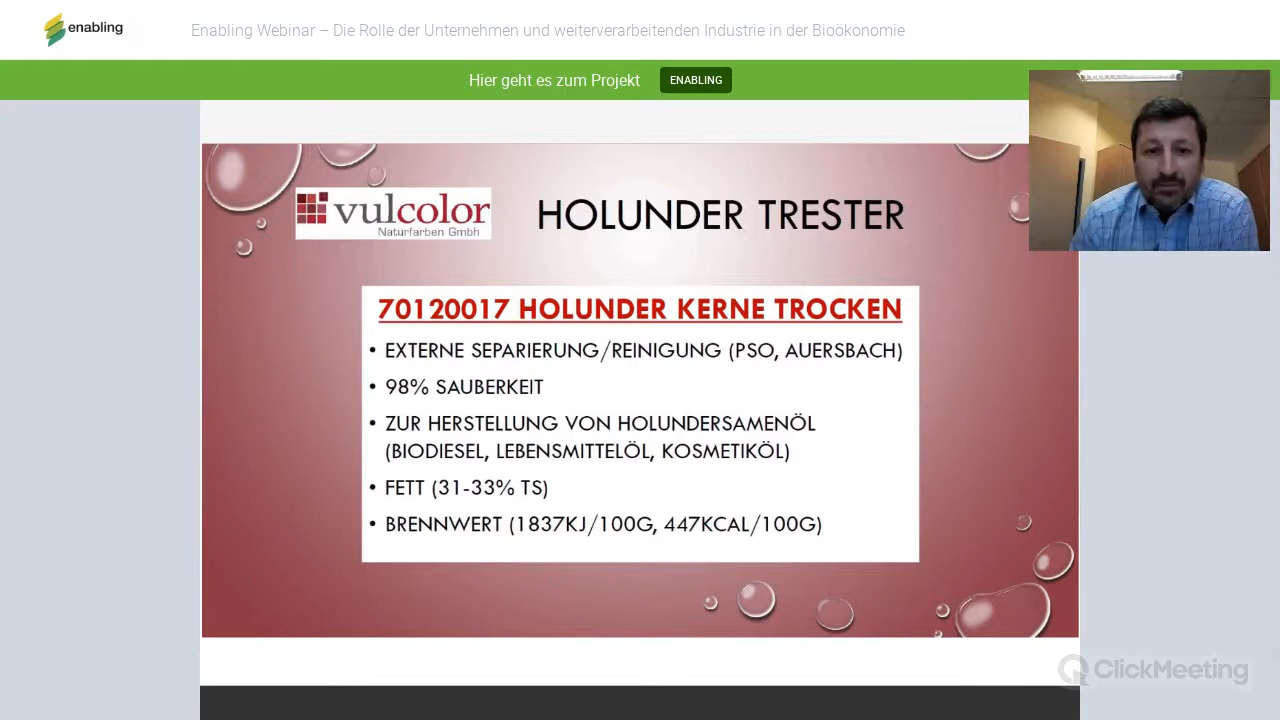 enabling
Enabling Webinar – Die Rolle der Unternehmen und weiterverarbeitenden Industrie in der Bioökonomie
Hier geht es zum Projekt
ENABLING
vulcolor
Naturfarben Gmbh
HOLUNDER TRESTER
70120017 HOLUNDER KERNE TROCKEN
• EXTERNE SEPARIERUNG/REINIGUNG (PSO, AUERSBACH)
• 98% SAUBERKEIT
• ZUR HERSTELLUNG VON HOLUNDERSAMENÖL
(BIODIESEL, LEBENSMITTELÖL, KOSMETIKÖL)
• FETT (31-33% TS)
• BRENNWERT (1837KJ/100G, 447KCAL/100G)
ClickMeeting